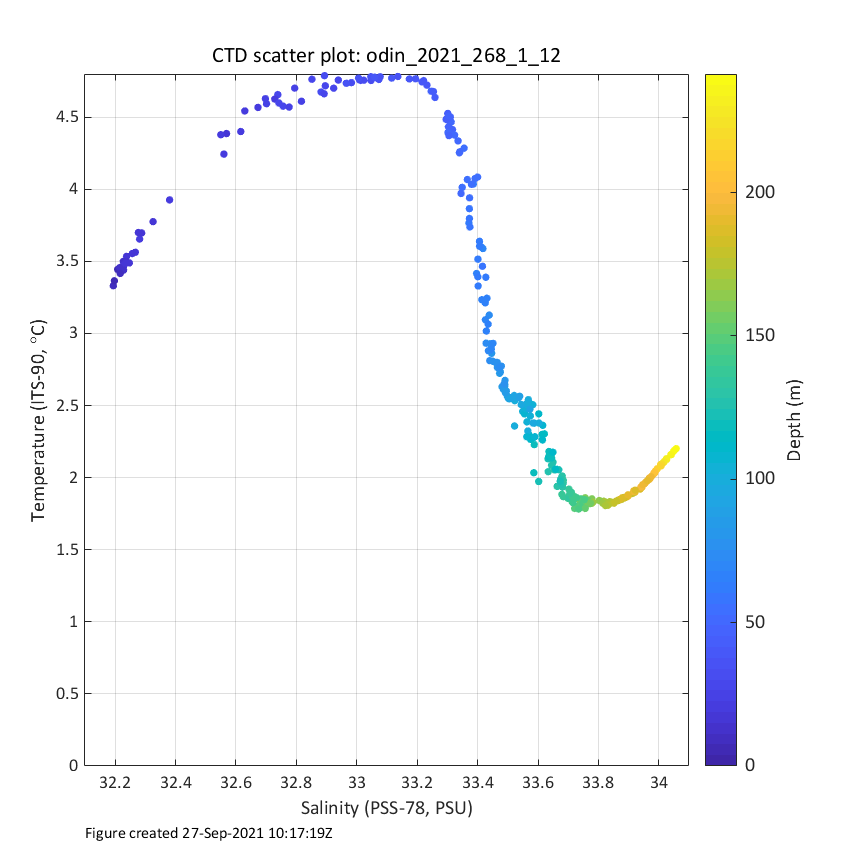 CTD scatter plot: odin_2021_268_1_12
4.5
4
3.5
3
2.5
2
1.5
1
0.5
0
Temperature (ITS-90, °C)
32.2 32.4 32.6 32.8 33 33.2 33.4 33.6 33.8 34
Salinity (PSS-78, PSU)
200
150
100
50
0
Depth (m)
Figure created 27-Sep-2021 10:17:19Z